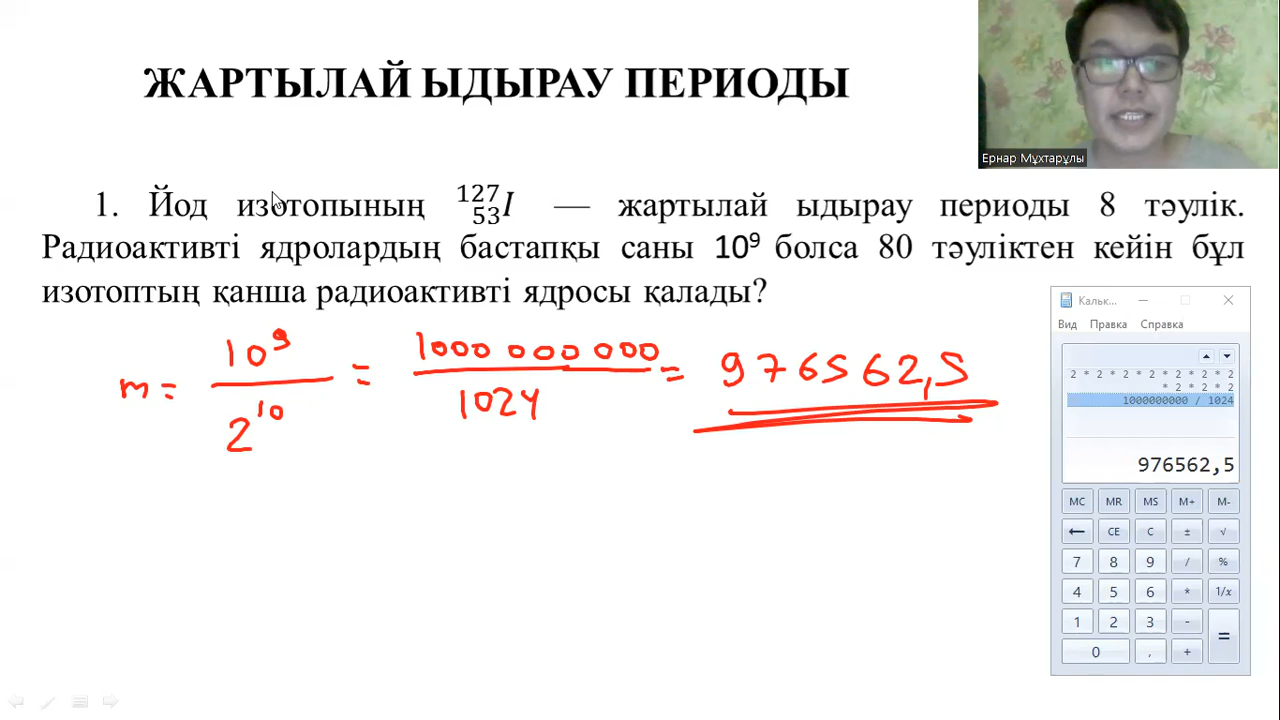 ЖАРТЫЛАЙ ЫДЫРАУ ПЕРИОДЫ
Ернар Мұхтарұлы
1. Йод изотопының ¹²⁷₅₃I — жартылай ыдырау периоды 8 тәулік.
Радиоактивті ядролардың бастапқы саны 10⁹ болса 80 тәуліктен кейін бұл
изотоптың қанша радиоактивті ядросы қалады?
m = 10⁹ / 2¹⁰ = 1000 000 000 / 1024 = 976562,5
Кальк...
Вид Правка Справка
2 * 2 * 2 * 2 * 2 * 2 * 2
* 2 * 2 * 2
1000000000 / 1024
976562,5
MC MR MS M+ M-
← CE C ± √
7 8 9 / %
4 5 6 * 1/x
1 2 3 - =
0 , +